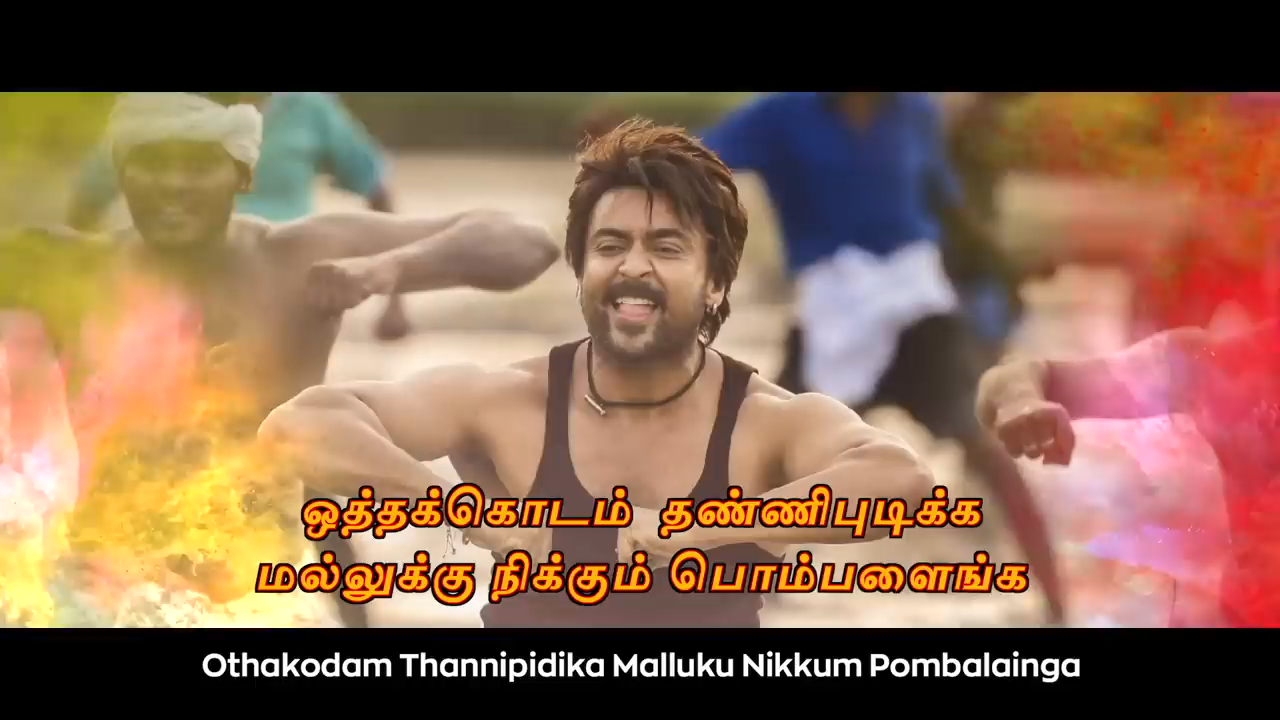 ஒத்தக்கொடம் தண்ணிபுடிக்க
மல்லுக்கு நிக்கும் பொம்பளைங்க
Othakodam Thannipidika Malluku Nikkum Pombalainga